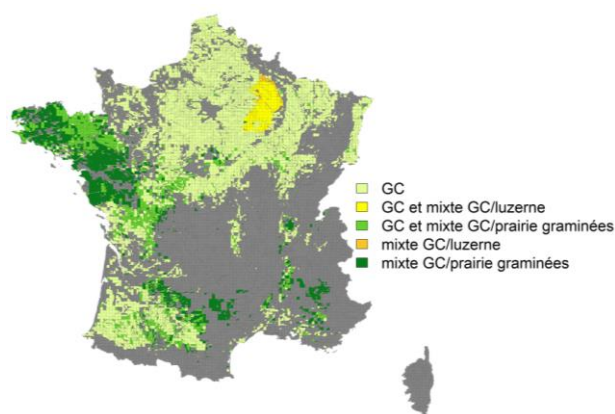 GC
GC et mixte GC/luzerne
GC et mixte GC/prairie graminées
mixte GC/luzerne
mixte GC/prairie graminées